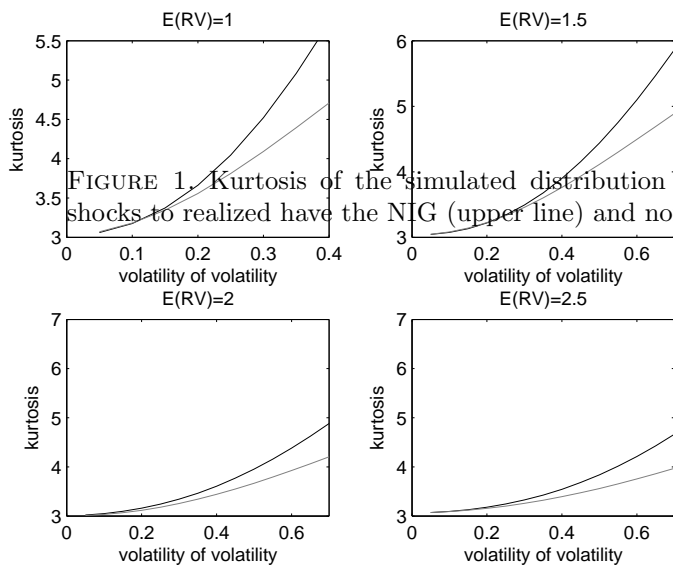 E(RV)=1
5.5
5
4.5
4
3.5
3
kurtosis
0 0.1 0.2 0.3 0.4
volatility of volatility
E(RV)=1.5
6
5
4
3
kurtosis
0 0.2 0.4 0.6
volatility of volatility
FIGURE 1. Kurtosis of the simulated distribution
shocks to realized have the NIG (upper line) and no
E(RV)=2
7
6
5
4
3
kurtosis
0 0.2 0.4 0.6
volatility of volatility
E(RV)=2.5
7
6
5
4
3
kurtosis
0 0.2 0.4 0.6
volatility of volatility